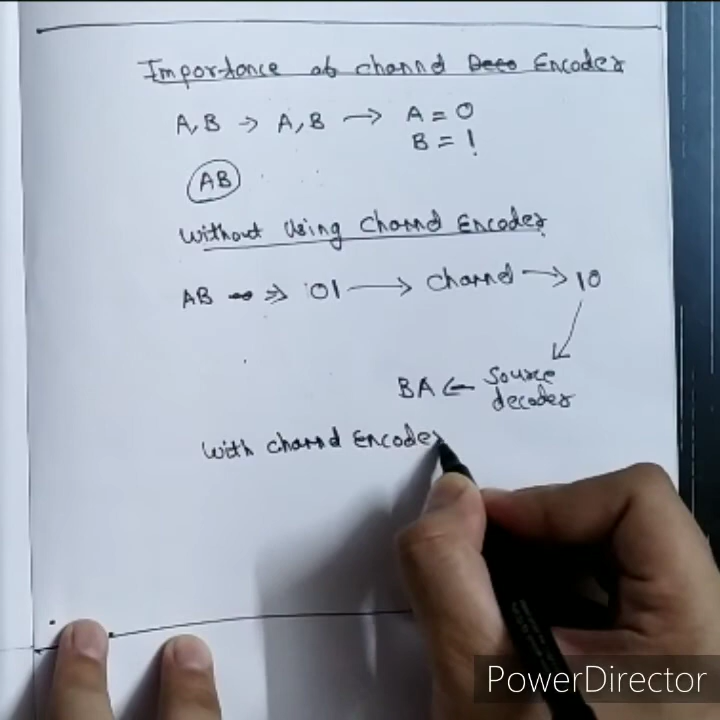 Importance of channel Deco Encoder
A, B → A, B → A = 0
B = 1
AB
Without Using Channel Encoder
AB ⇒ 01 → Channel → 10
BA ← Source
decoder
With channel Encoder
PowerDirector